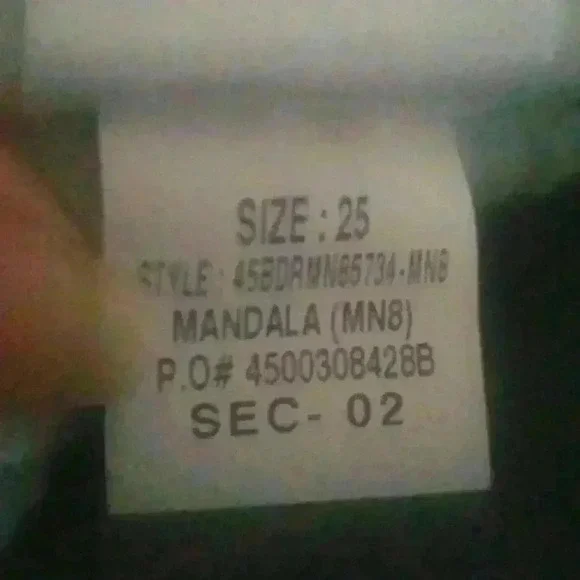 SIZE : 25
STYLE : 45BDRMN65734-MN8
MANDALA (MN8)
P.O# 4500308428B
SEC- 02